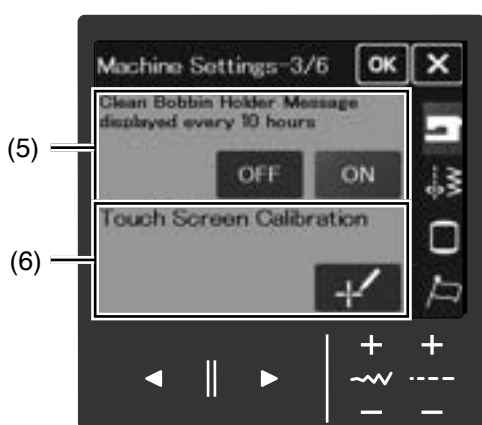 Machine Settings-3/6 OK X
Clean Bobbin Holder Message
displayed every 10 hours
(5)
OFF ON
Touch Screen Calibration
(6)
+ +
− −